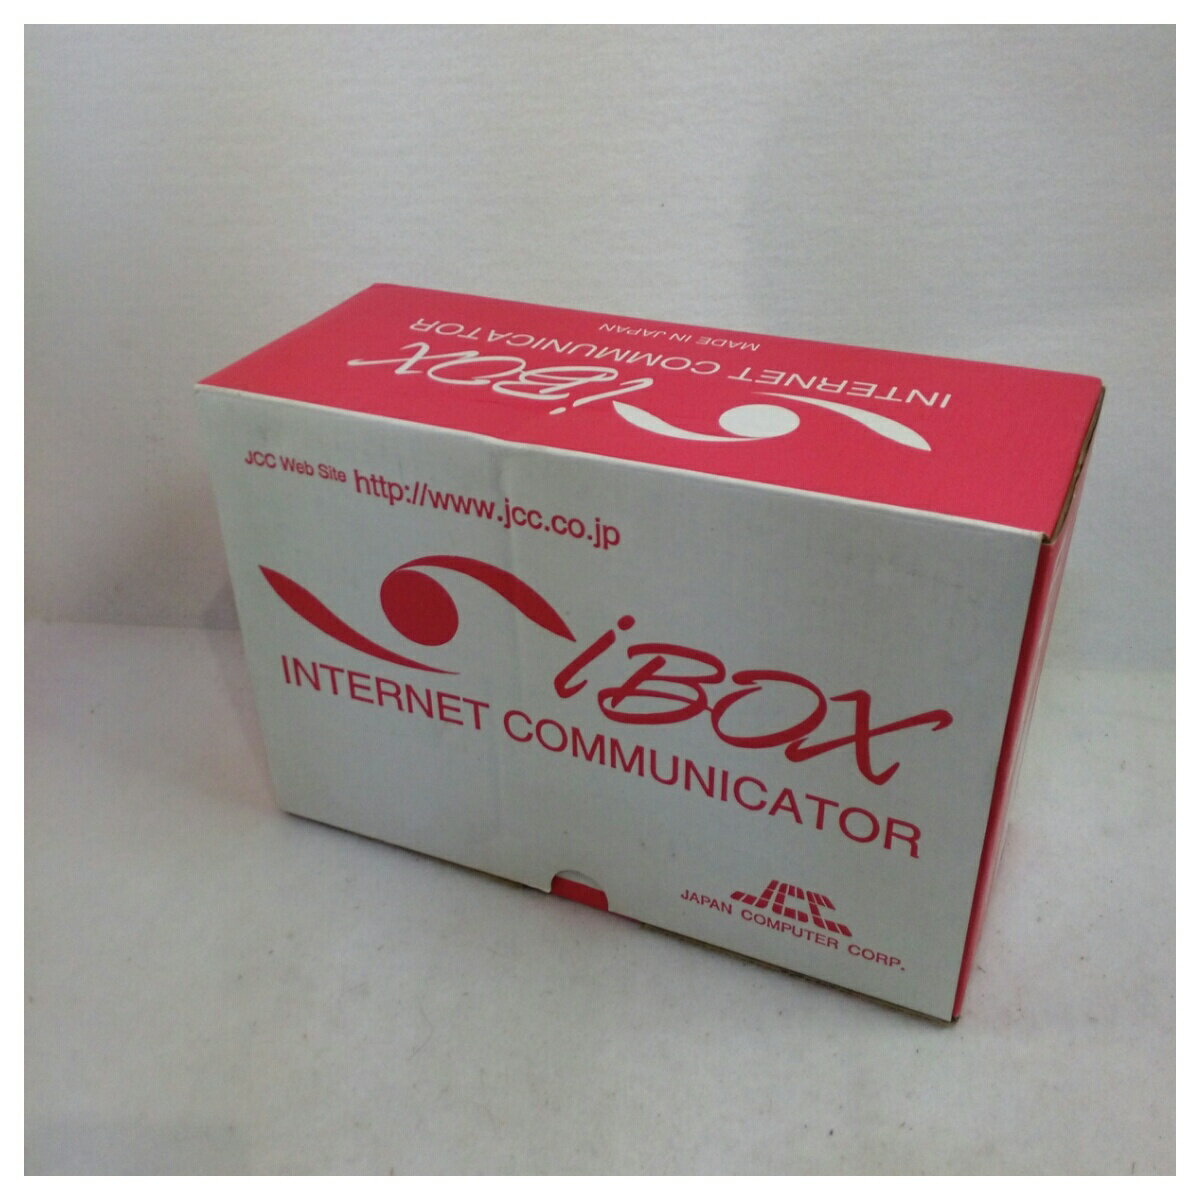 iBOX
INTERNET COMMUNICATOR
MADE IN JAPAN
JCC Web Site http://www.jcc.co.jp
iBOX
INTERNET COMMUNICATOR
JCC
JAPAN COMPUTER CORP.